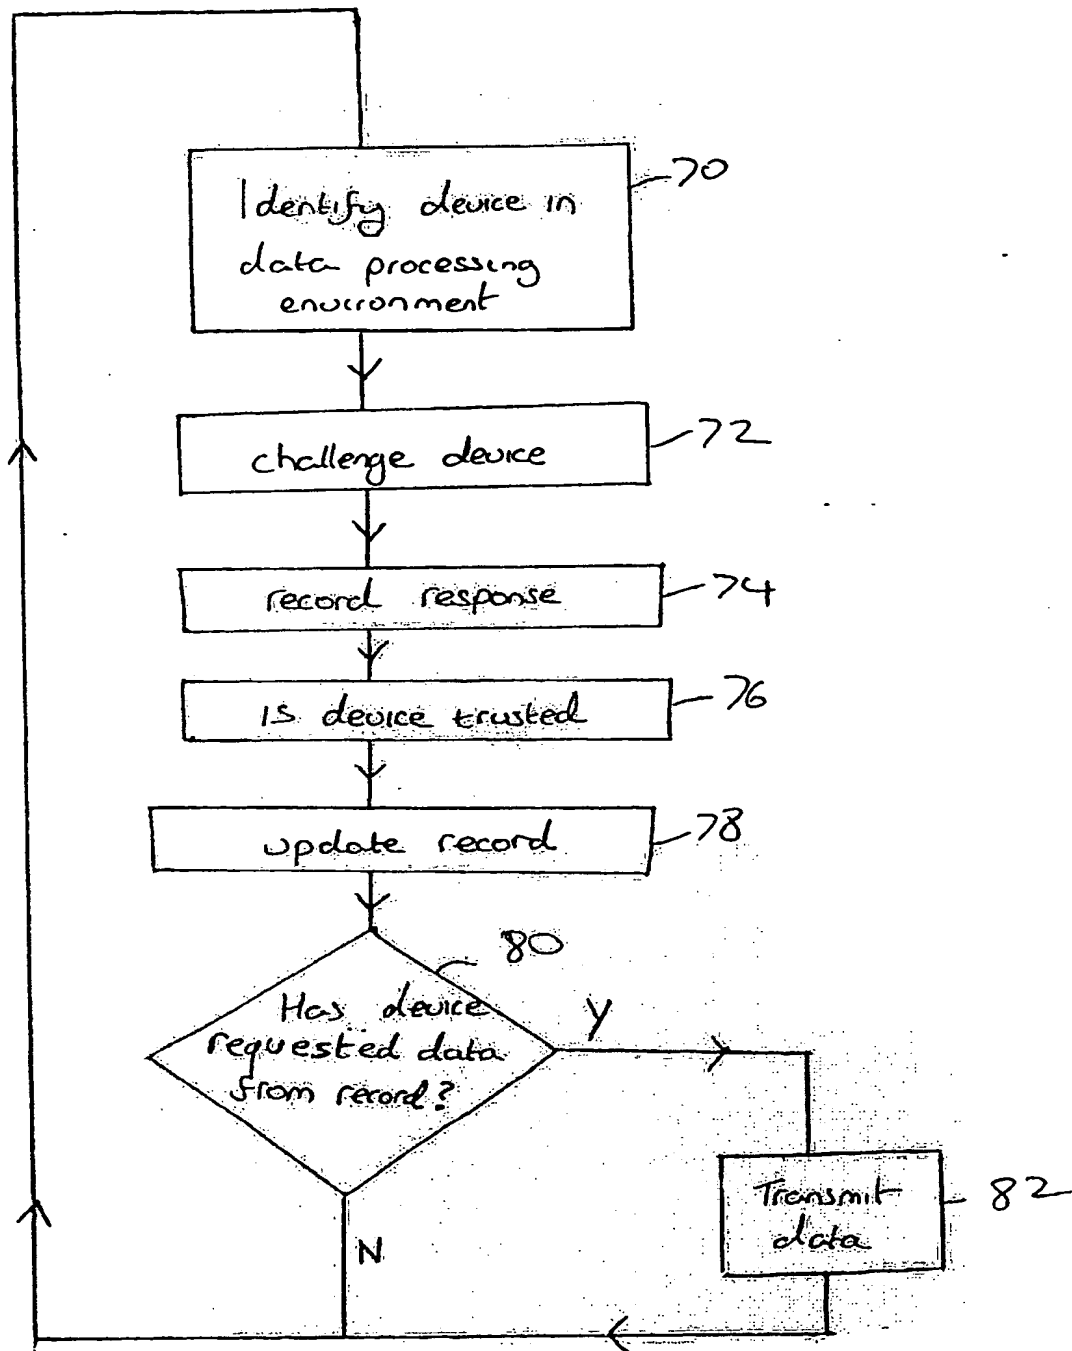 Identify device in
data processing
environment
70
challenge device
72
record response
74
is device trusted
76
update record
78
80
Has device
requested data
from record?
Y
Transmit
data
82
N